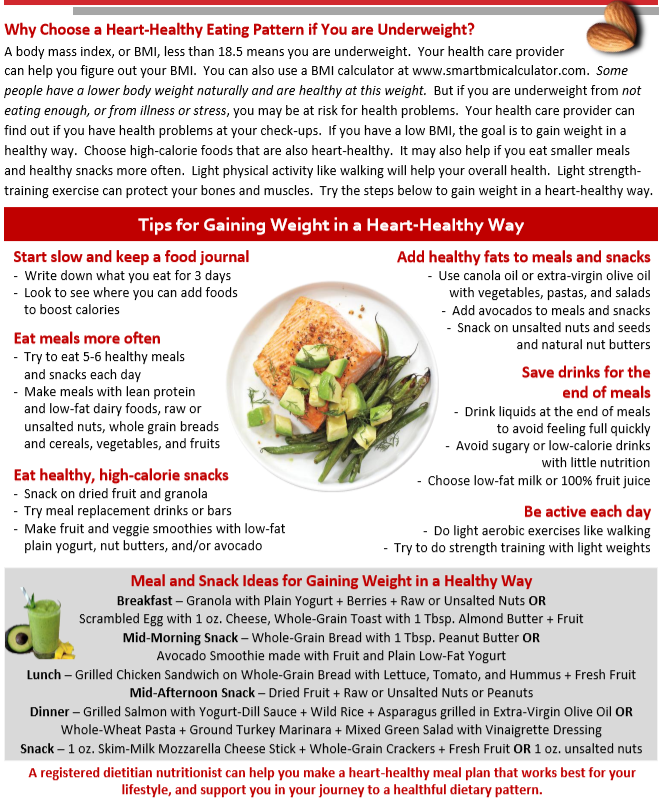 Why Choose a Heart-Healthy Eating Pattern if You are Underweight?
A body mass index, or BMI, less than 18.5 means you are underweight. Your health care provider
can help you figure out your BMI. You can also use a BMI calculator at www.smartbmicalculator.com. Some
people have a lower body weight naturally and are healthy at this weight. But if you are underweight from not
eating enough, or from illness or stress, you may be at risk for health problems. Your health care provider can
find out if you have health problems at your check-ups. If you have a low BMI, the goal is to gain weight in a
healthy way. Choose high-calorie foods that are also heart-healthy. It may also help if you eat smaller meals
and healthy snacks more often. Light physical activity like walking will help your overall health. Light strength-
training exercise can protect your bones and muscles. Try the steps below to gain weight in a heart-healthy way.
Tips for Gaining Weight in a Heart-Healthy Way
Start slow and keep a food journal
- Write down what you eat for 3 days
- Look to see where you can add foods
to boost calories
Eat meals more often
- Try to eat 5-6 healthy meals
and snacks each day
- Make meals with lean protein
and low-fat dairy foods, raw or
unsalted nuts, whole grain breads
and cereals, vegetables, and fruits
Eat healthy, high-calorie snacks
- Snack on dried fruit and granola
- Try meal replacement drinks or bars
- Make fruit and veggie smoothies with low-fat
plain yogurt, nut butters, and/or avocado
Add healthy fats to meals and snacks
- Use canola oil or extra-virgin olive oil
with vegetables, pastas, and salads
- Add avocados to meals and snacks
- Snack on unsalted nuts and seeds
and natural nut butters
Save drinks for the
end of meals
- Drink liquids at the end of meals
to avoid feeling full quickly
- Avoid sugary or low-calorie drinks
with little nutrition
- Choose low-fat milk or 100% fruit juice
Be active each day
- Do light aerobic exercises like walking
- Try to do strength training with light weights
Meal and Snack Ideas for Gaining Weight in a Healthy Way
Breakfast – Granola with Plain Yogurt + Berries + Raw or Unsalted Nuts OR
Scrambled Egg with 1 oz. Cheese, Whole-Grain Toast with 1 Tbsp. Almond Butter + Fruit
Mid-Morning Snack – Whole-Grain Bread with 1 Tbsp. Peanut Butter OR
Avocado Smoothie made with Fruit and Plain Low-Fat Yogurt
Lunch – Grilled Chicken Sandwich on Whole-Grain Bread with Lettuce, Tomato, and Hummus + Fresh Fruit
Mid-Afternoon Snack – Dried Fruit + Raw or Unsalted Nuts or Peanuts
Dinner – Grilled Salmon with Yogurt-Dill Sauce + Wild Rice + Asparagus grilled in Extra-Virgin Olive Oil OR
Whole-Wheat Pasta + Ground Turkey Marinara + Mixed Green Salad with Vinaigrette Dressing
Snack – 1 oz. Skim-Milk Mozzarella Cheese Stick + Whole-Grain Crackers + Fresh Fruit OR 1 oz. unsalted nuts
A registered dietitian nutritionist can help you make a heart-healthy meal plan that works best for your
lifestyle, and support you in your journey to a healthful dietary pattern.